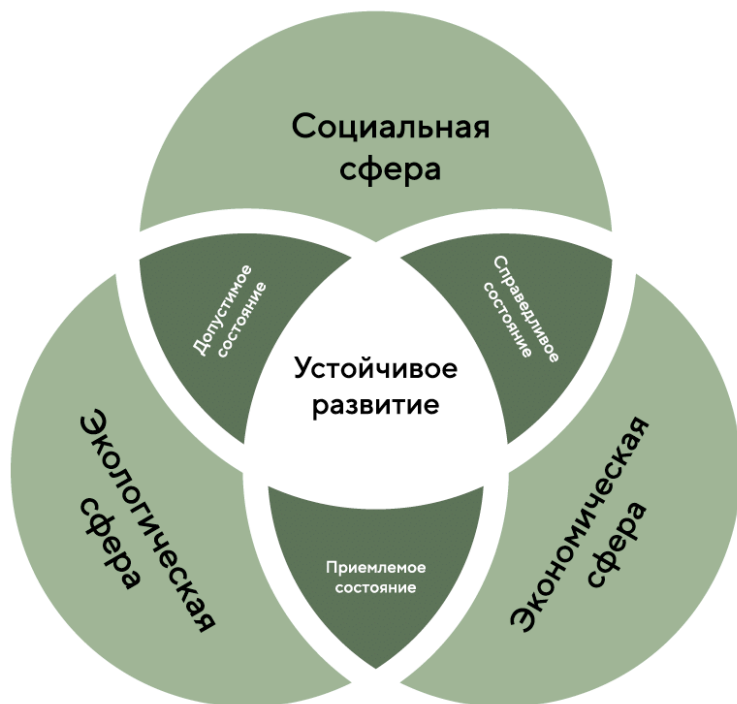 Социальная
сфера
Допустимое
состояние
Справедливое
состояние
Устойчивое
развитие
Экологическая
сфера
Экономическая
сфера
Приемлемое
состояние